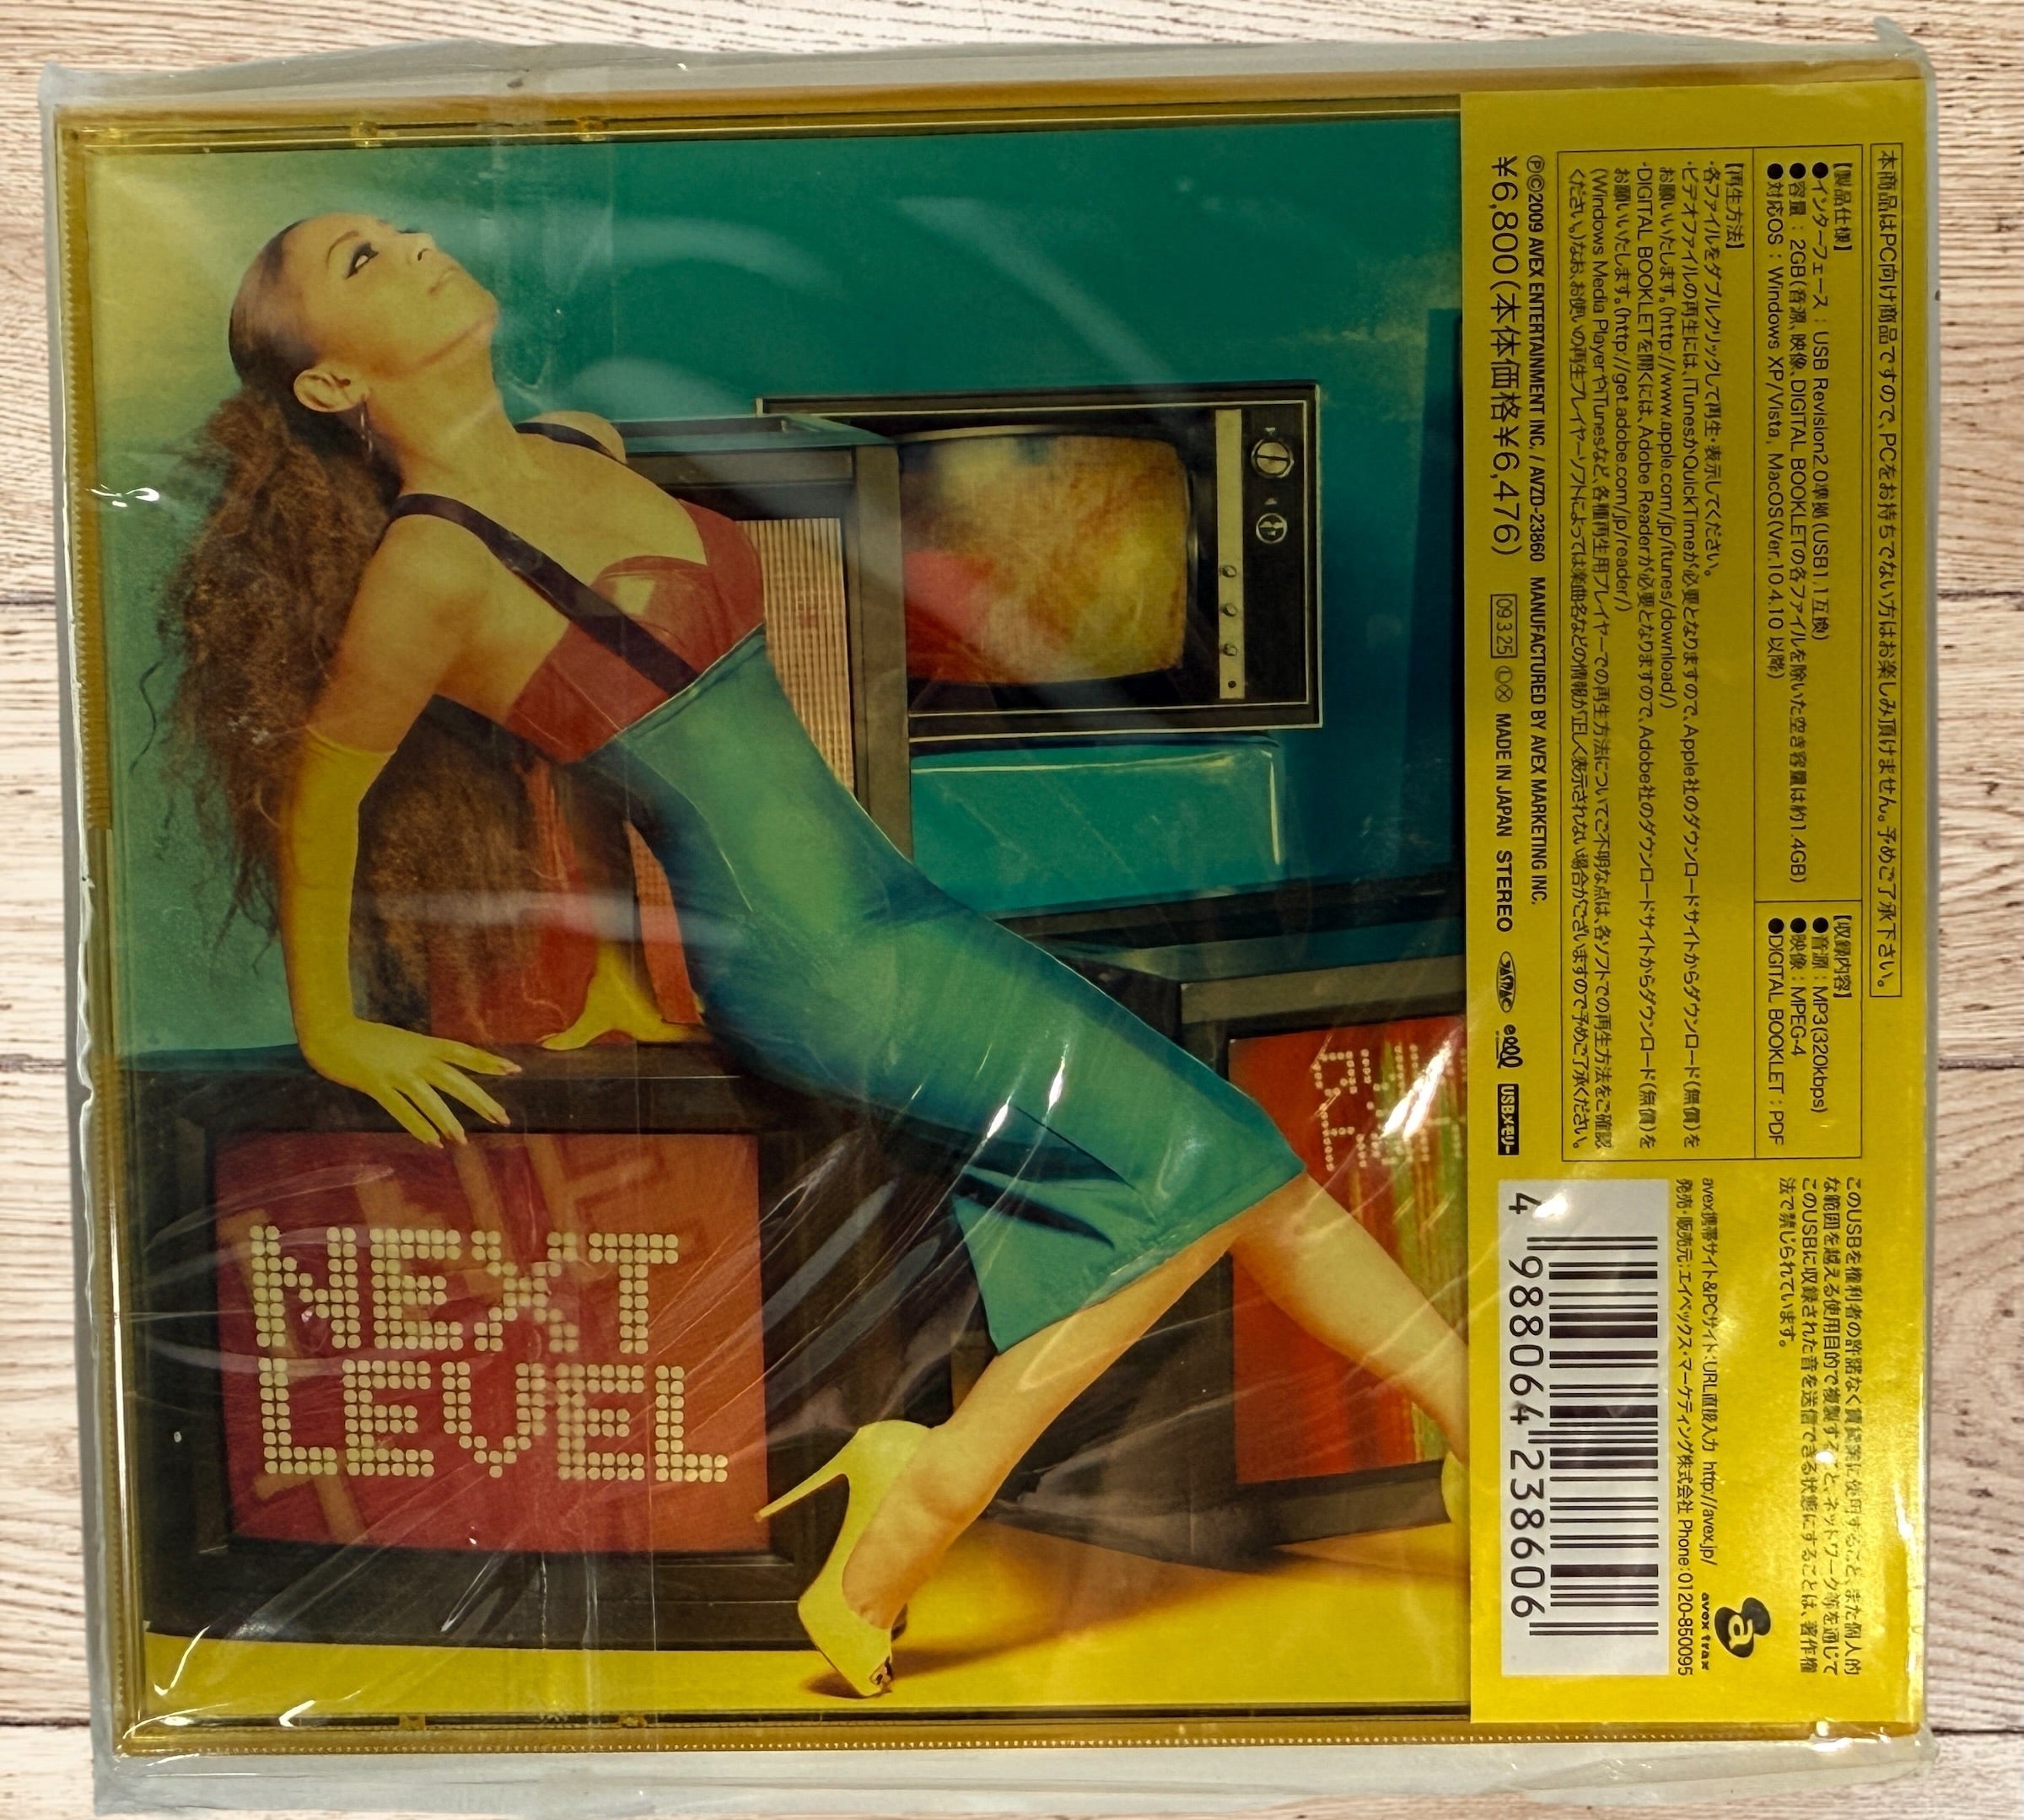 NEXT
LEVEL
本商品はPC向け商品ですので、PCをお持ちでない方はお楽しみ頂けません。予めご了承下さい。
【製品仕様】
●インターフェース：USB Revision2.0準拠(USB1.1互換)
●容量：2GB(音源、映像、DIGITAL BOOKLETの各ファイルを除いた空き容量は約1.4GB)
●対応OS：Windows XP/Vista, MacOS(Ver.10.4.10 以降)
【収録内容】
●音源：MP3(320kbps)
●映像：MPEG-4
●DIGITAL BOOKLET：PDF
【再生方法】
・各ファイルをダブルクリックして再生・表示してください。
・ビデオファイルの再生には、iTunesかQuickTimeが必要となりますので、Apple社のダウンロードサイトからダウンロード(無償)を
お願いいたします。(http://www.apple.com/jp/itunes/download/)
・DIGITAL BOOKLETを開くには、Adobe Readerが必要となりますので、Adobe社のダウンロードサイトからダウンロード(無償)を
お願いいたします。(http://get.adobe.com/jp/reader/)
(Windows Media PlayerやiTunesなど、各種再生用プレイヤーでの再生方法についてご不明な点は、各ソフトでの再生方法をご確認
ください。)なお、お使いの再生プレイヤーソフトによっては楽曲名などの情報が正しく表示されない場合がございますので予めご了承ください。
Ⓟ©2009 AVEX ENTERTAINMENT INC. / AVZD-23860 MANUFACTURED BY AVEX MARKETING INC.
¥6,800(本体価格¥6,476) 09.3.25 Ⓛ MADE IN JAPAN STEREO JASRAC USBメモリー
このUSBを権利者の許諾なく賃貸業に使用すること、また個人的
な範囲を越える使用目的で複製すること、ネットワーク等を通じて
このUSBに収録された音を送信できる状態にすることは、著作権
法で禁じられています。
avex携帯サイト&PCサイト：URL直接入力 http://avex.jp/
発売・販売元：エイベックス・マーケティング株式会社 Phone:0120-850095
a
avex trax
4 988064 238606